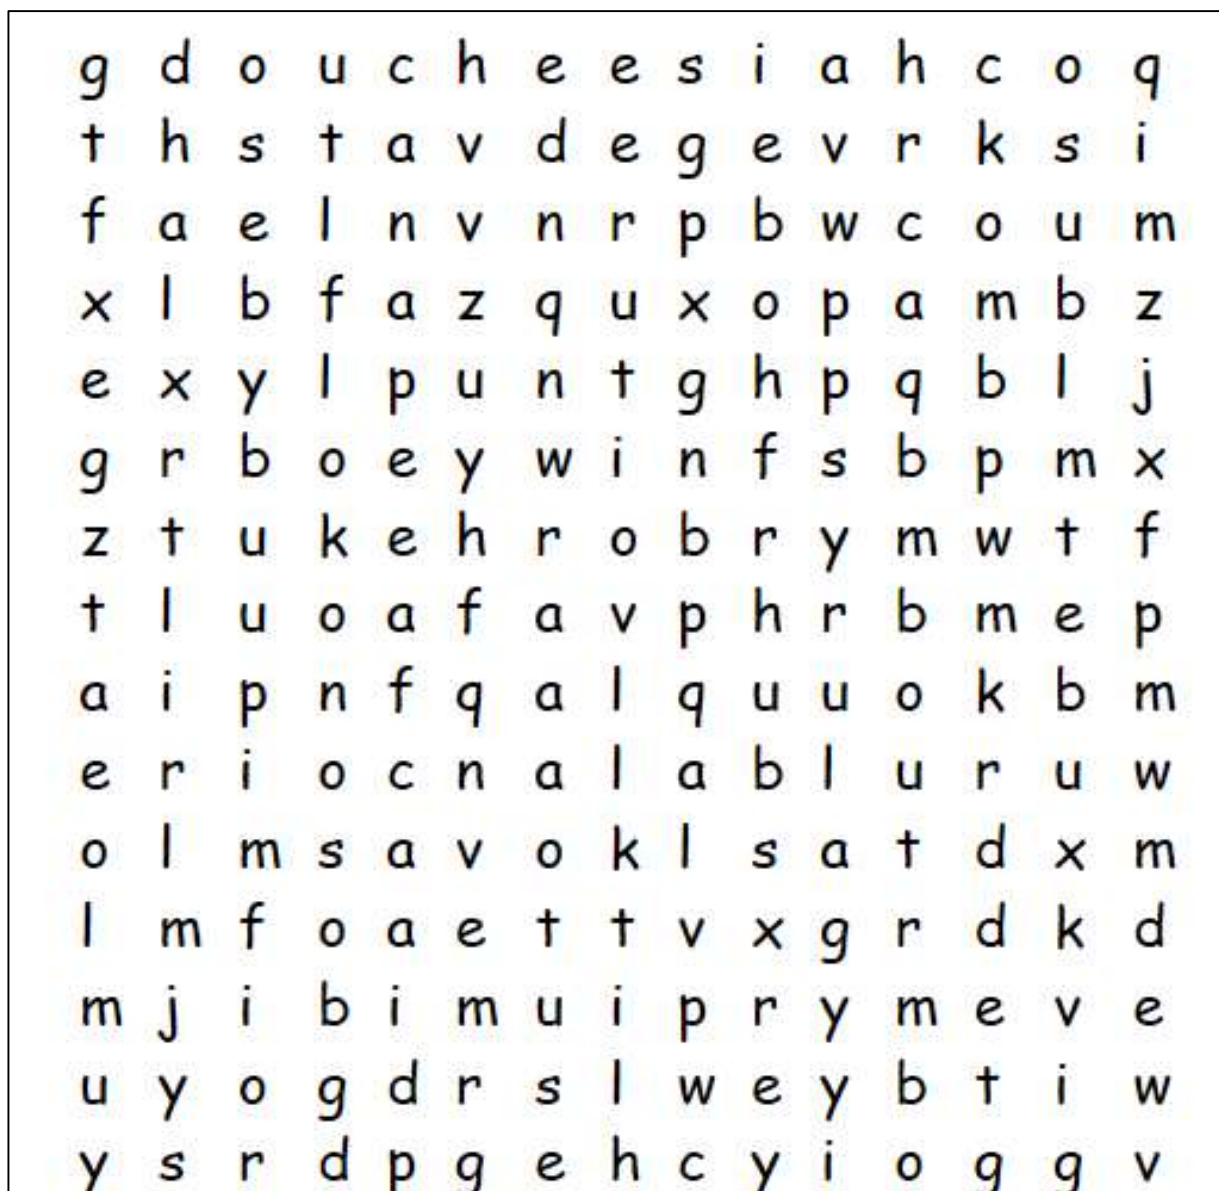 g d o u c h e e s i a h c o q
t h s t a v d e g e v r k s i
f a e l n v n r p b w c o u m
x l b f a z q u x o p a m b z
e x y l p u n t g h p q b l j
g r b o e y w i n f s b p m x
z t u k e h r o b r y m w t f
t l u o a f a v p h r b m e p
a i p n f q a l q u u o k b m
e r i o c n a l a b l u r u w
o l m s a v o k l s a t d x m
l m f o a e t t v x g r d k d
m j i b i m u i p r y m e v e
u y o g d r s l w e y b t i w
y s r d p g e h c y i o g g v